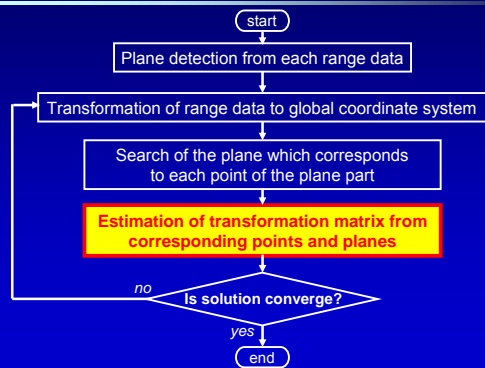 start
Plane detection from each range data
Transformation of range data to global coordinate system
Search of the plane which corresponds
to each point of the plane part
Estimation of transformation matrix from
corresponding points and planes
no
Is solution converge?
yes
end